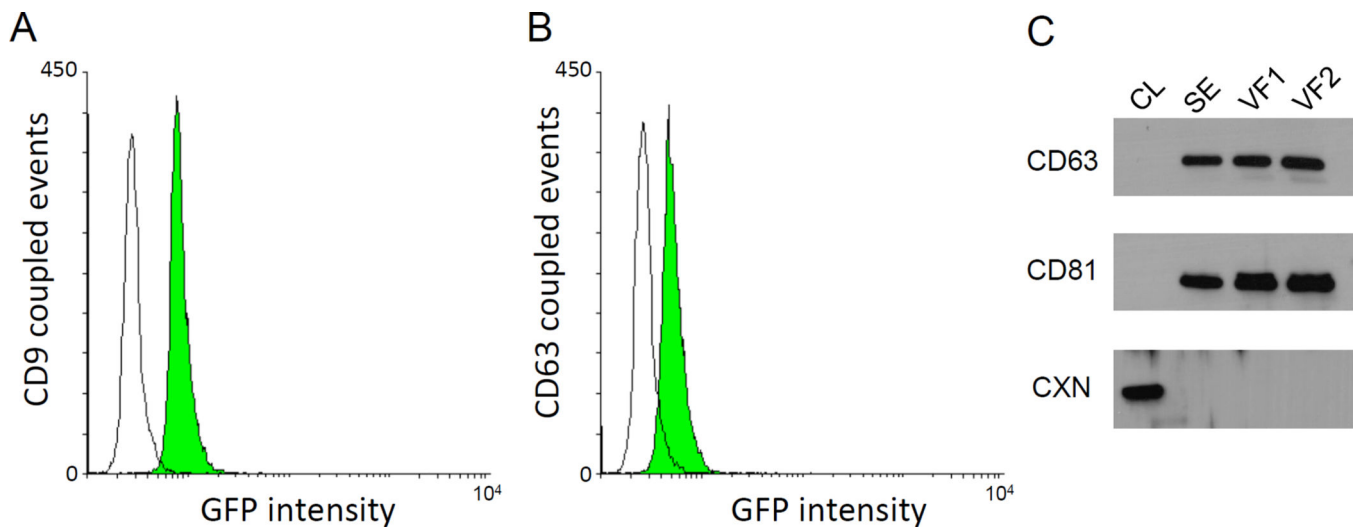 A
450
CD9 coupled events
0
GFP intensity
10⁴
B
450
CD63 coupled events
0
GFP intensity
10⁴
C
CL SE VF1 VF2
CD63
CD81
CXN